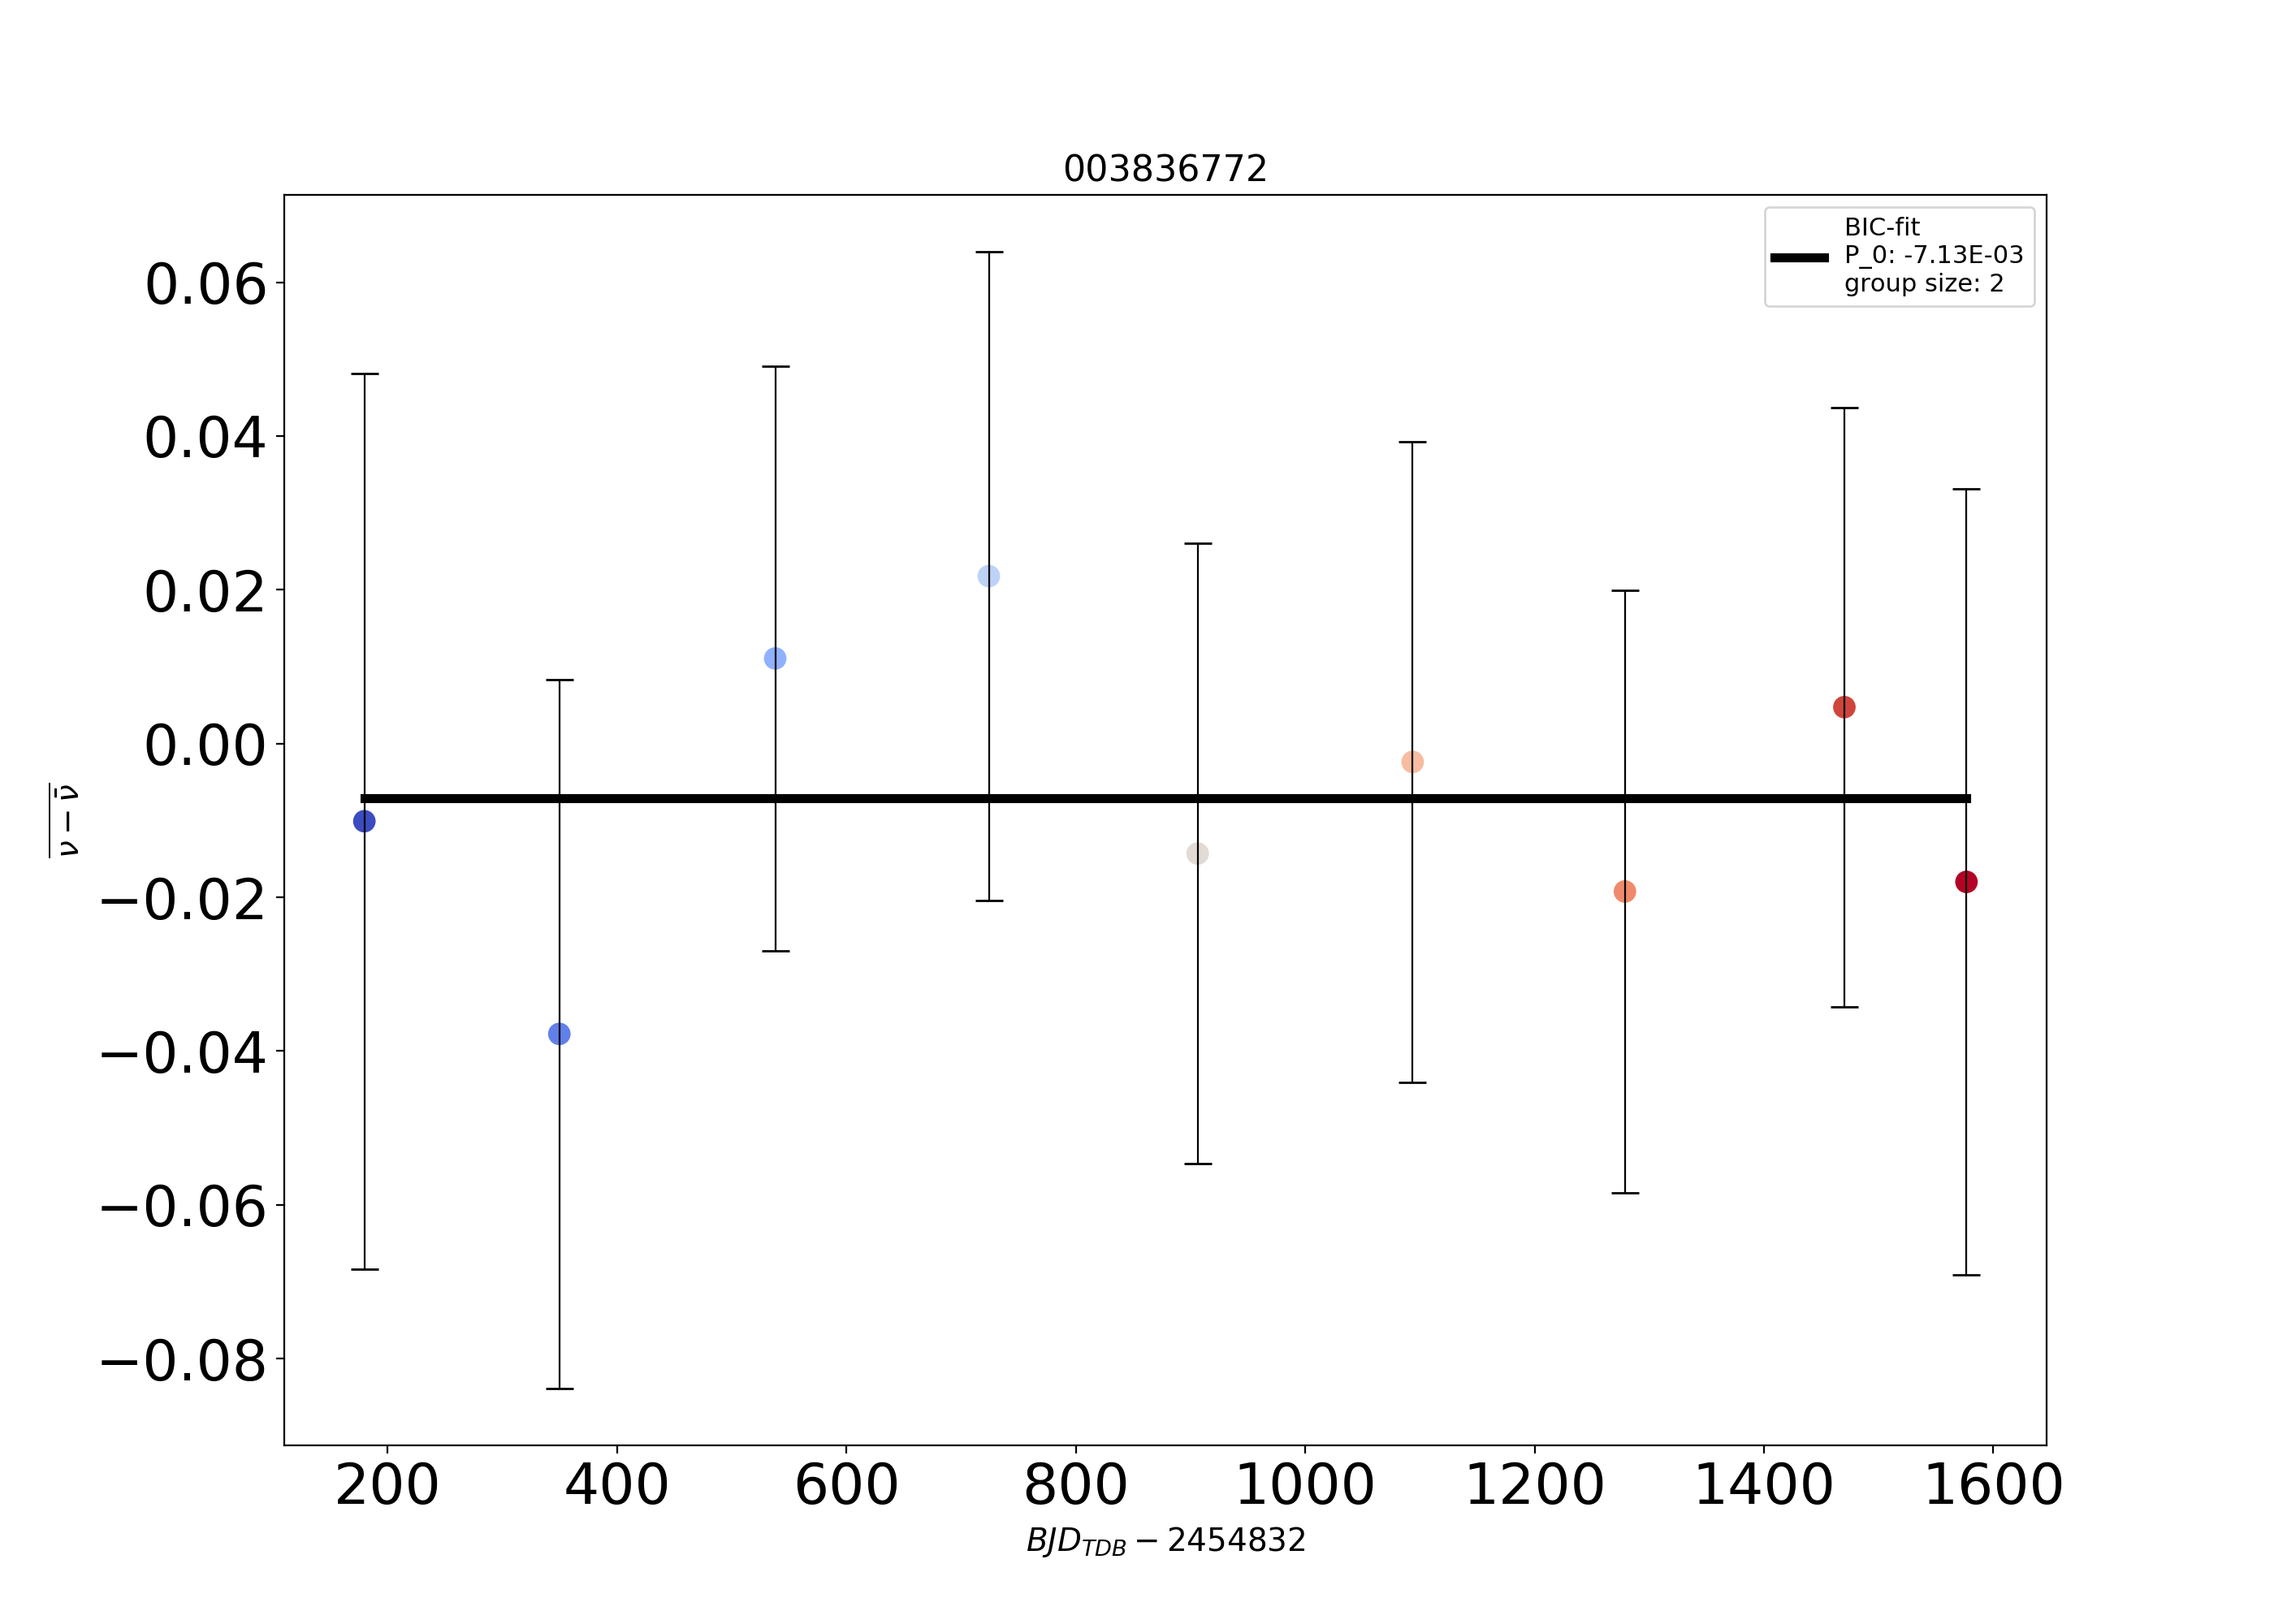 003836772
BIC-fit
P_0: -7.13E-03
group size: 2
0.06
0.04
0.02
0.00
−0.02
−0.04
−0.06
−0.08
ν − ν̄
200 400 600 800 1000 1200 1400 1600
BJD_TDB − 2454832